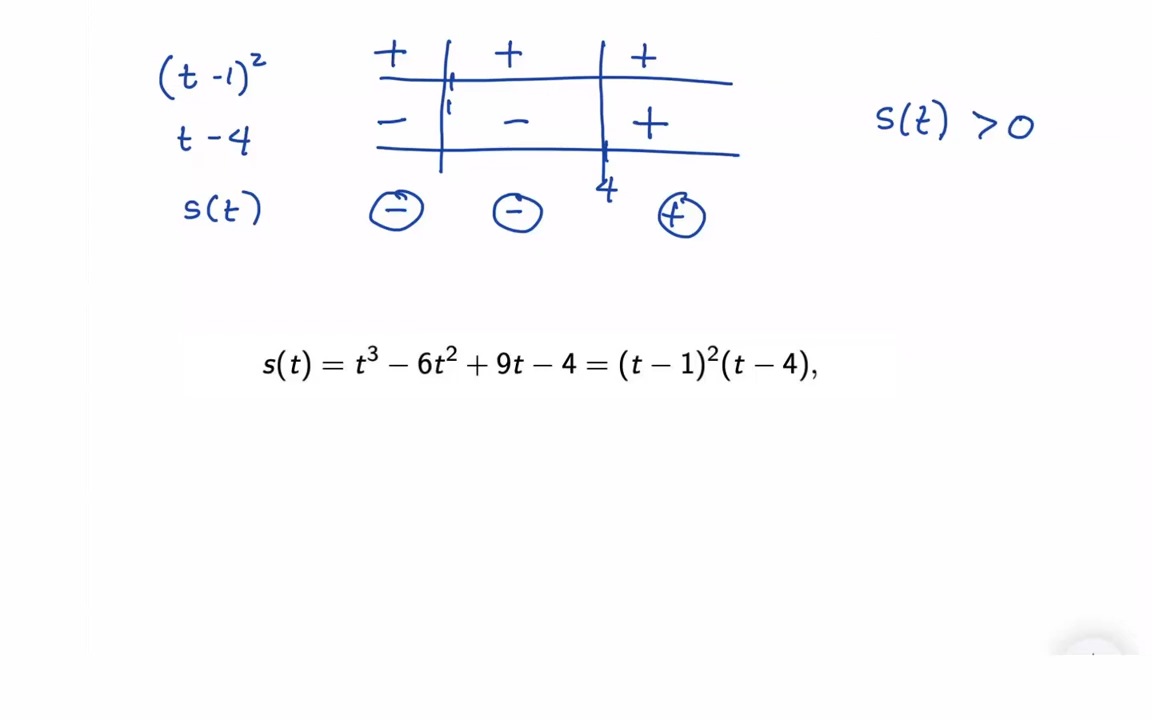 (t - 1)² + + +
1
t - 4 - - + s(t) > 0
4
s(t) - - +
s(t) = t³ − 6t² + 9t − 4 = (t − 1)²(t − 4),